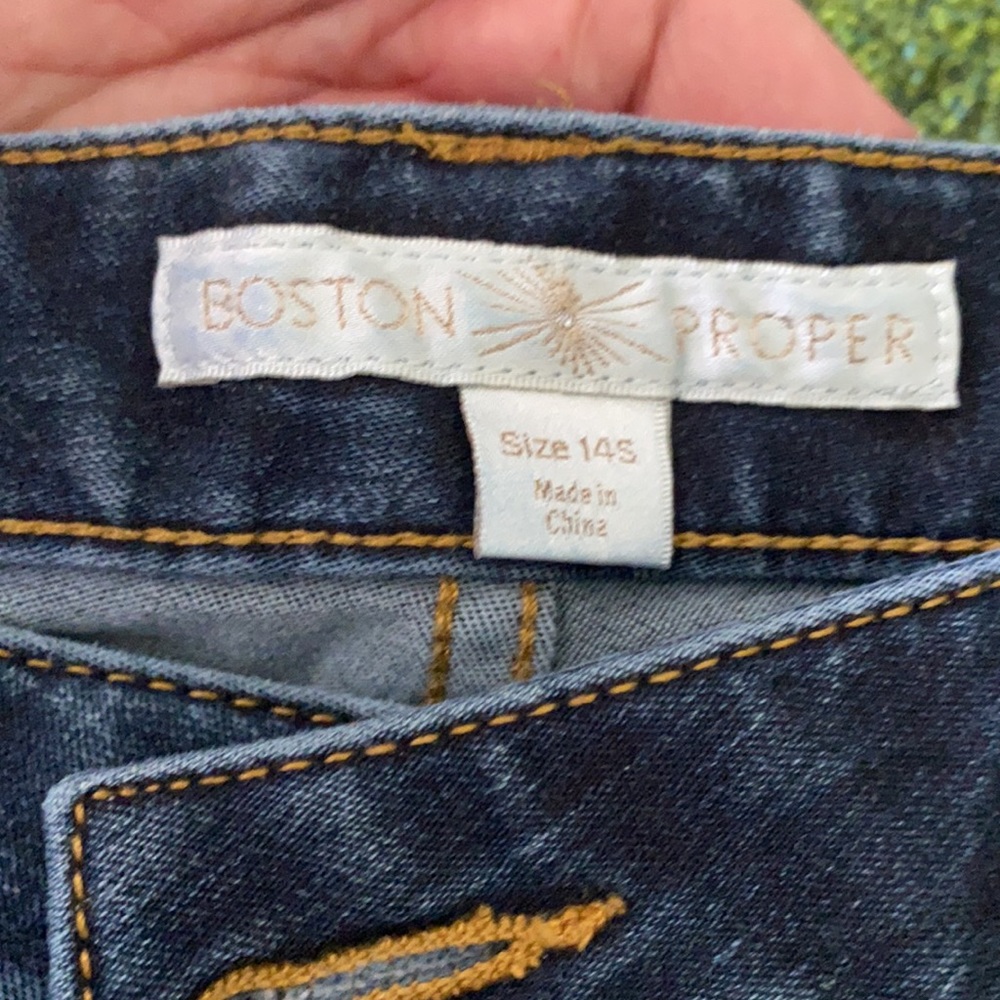 BOSTON PROPER
Size 14S
Made in
China